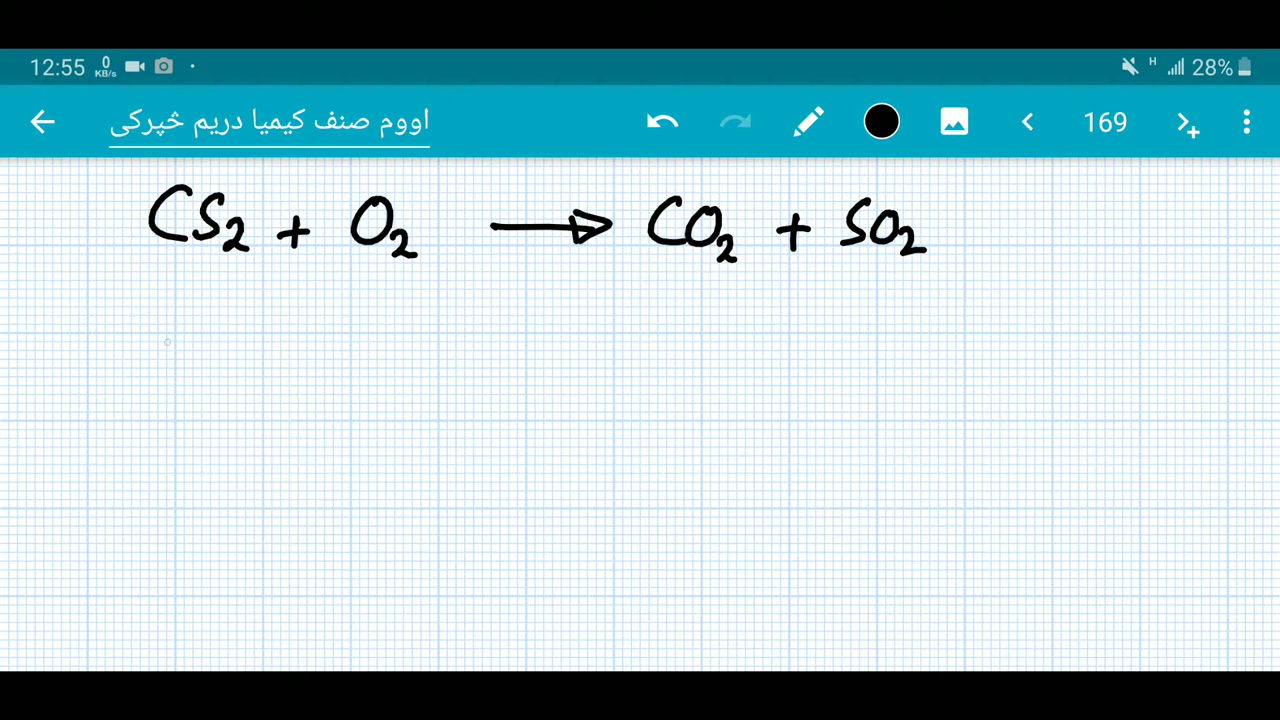 12:55 0 KB/s H 28%
اووم صنف کیمیا دریم څپرکی 169
CS₂ + O₂ → CO₂ + SO₂